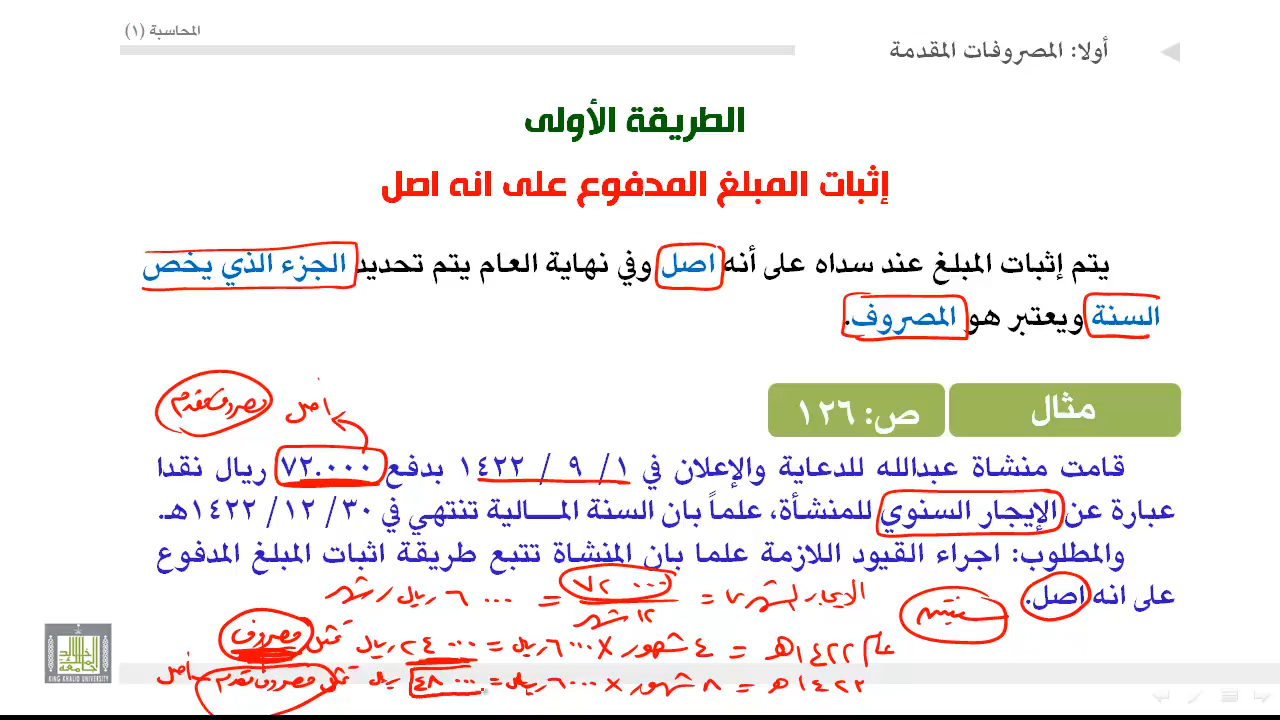 المحاسبة (١)
أولا: المصروفات المقدمة
الطريقة الأولى
إثبات المبلغ المدفوع على انه اصل
يتم إثبات المبلغ عند سداه على أنه اصل وفي نهاية العام يتم تحديد الجزء الذي يخص
السنة ويعتبر هو المصروف.
مثال
ص: ١٢٦
مصروف مقدم
اصل
قامت منشاة عبدالله للدعاية والإعلان في ١/ ٩ / ١٤٢٢ بدفع ٧٢.٠٠٠ ريال نقدا
عبارة عن الإيجار السنوي للمنشأة، علماً بان السنة المالية تنتهي في ٣٠/ ١٢/ ١٤٢٢هـ.
والمطلوب: اجراء القيود اللازمة علما بان المنشاة تتبع طريقة اثبات المبلغ المدفوع
على انه اصل.
الايجار الشهري = ٧٢٠٠٠ / ١٢ شهر = ٦٠٠٠ ريال / شهر
عام ١٤٢٢هـ = ٤ شهور × ٦٠٠٠ ريال = ٢٤٠٠٠ ريال تمثل مصروف
١٤٢٣هـ = ٨ شهور × ٦٠٠٠ ريال = ٤٨٠٠٠ ريال تمثل مصروف مقدم اصل
KING KHALID UNIVERSITY